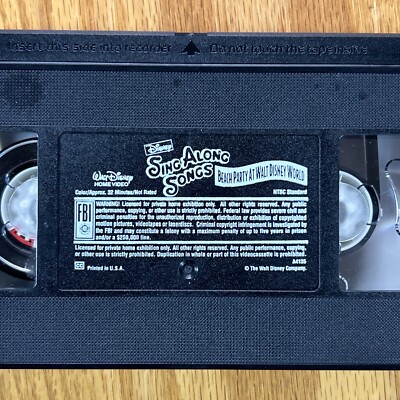 Insert this side into recorder ▲ Do not touch the tape inside
Disney
Sing Along
Songs
Beach Party At Walt Disney World
Walt Disney
HOME VIDEO
Color/Approx. 32 Minutes/Not Rated
NTSC Standard
FBI
WARNING! Licensed for private home exhibition only. All other rights reserved. Any public
performance, copying, or other use is strictly prohibited. Federal law provides severe civil and
criminal penalties for the unauthorized reproduction, distribution or exhibition of copyrighted
motion pictures, videotapes or laserdiscs. Criminal copyright infringement is investigated by
the FBI and may constitute a felony with a maximum penalty of up to five years in prison
and/or a $250,000 fine.
Licensed for private home exhibition only. All other rights reserved. Any public performance, copying,
or other use is strictly prohibited. Duplication in whole or part of this videocassette is prohibited.
A4135
Printed in U.S.A.
© The Walt Disney Company.